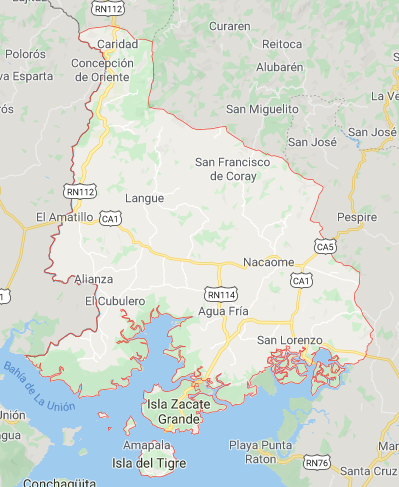 RN112
Curaren
Polorós
Caridad
Reitoca
Concepción
de Oriente
Alubarén
ueva Esparta
La Ve
San Miguelito
San José
San José
San Francisco
de Coray
RN112
Langue
El Amatillo
CA1
Pespire
CA5
Nacaome
Alianza
CA1
El Cubulero
RN114
Agua Fría
San Lorenzo
Bahía de La Unión
Isla Zacate
Grande
Unión
Amapala
Playa Punta
Raton
Mar
agua
Isla del Tigre
RN76
Santa Cruz
Conchagüita